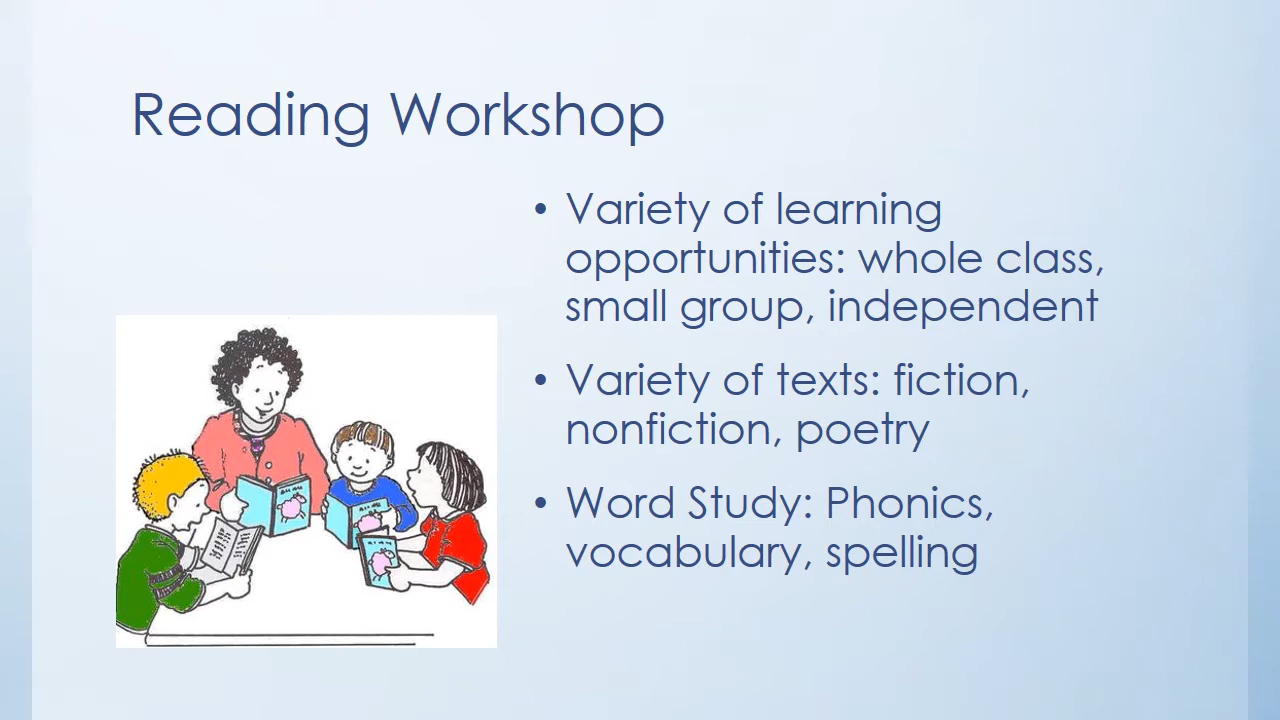 Reading Workshop
• Variety of learning
opportunities: whole class,
small group, independent
• Variety of texts: fiction,
nonfiction, poetry
• Word Study: Phonics,
vocabulary, spelling